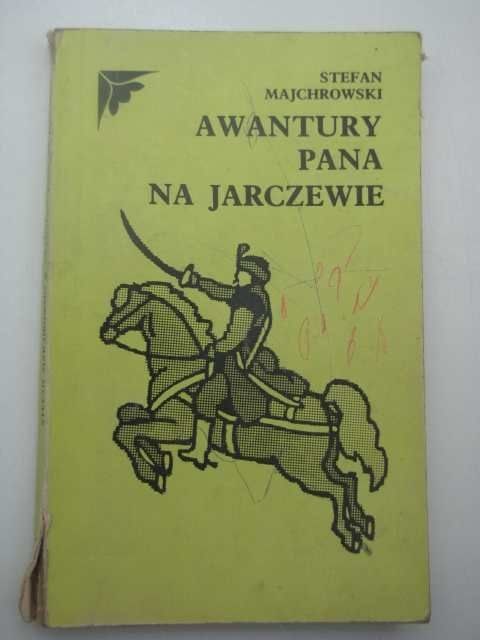 STEFAN
MAJCHROWSKI
AWANTURY
PANA
NA JARCZEWIE